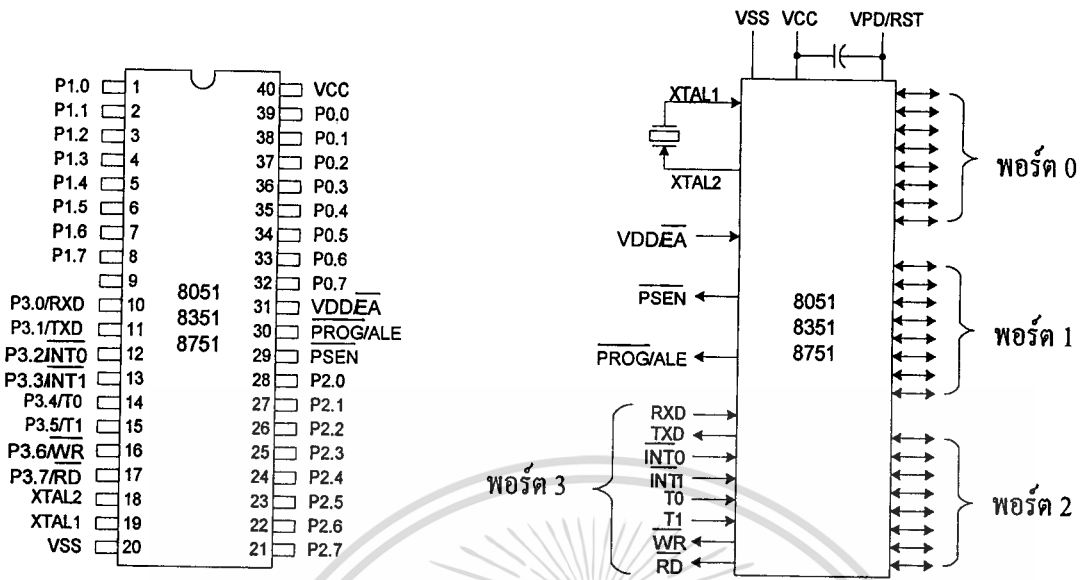 P1.0 1 40 VCC
P1.1 2 39 P0.0
P1.2 3 38 P0.1
P1.3 4 37 P0.2
P1.4 5 36 P0.3
P1.5 6 35 P0.4
P1.6 7 34 P0.5
P1.7 8 33 P0.6
9 32 P0.7
P3.0/RXD 10 31 VDD/EA
P3.1/TXD 11 30 PROG/ALE
P3.2/INT0 12 29 PSEN
P3.3/INT1 13 28 P2.0
P3.4/T0 14 27 P2.1
P3.5/T1 15 26 P2.2
P3.6/WR 16 25 P2.3
P3.7/RD 17 24 P2.4
XTAL2 18 23 P2.5
XTAL1 19 22 P2.6
VSS 20 21 P2.7
8051
8351
8751
VSS VCC VPD/RST
XTAL1
XTAL2
VDD/EA
PSEN
PROG/ALE
RXD
TXD
INT0
INT1
T0
T1
WR
RD
พอร์ต 3
8051
8351
8751
พอร์ต 0
พอร์ต 1
พอร์ต 2